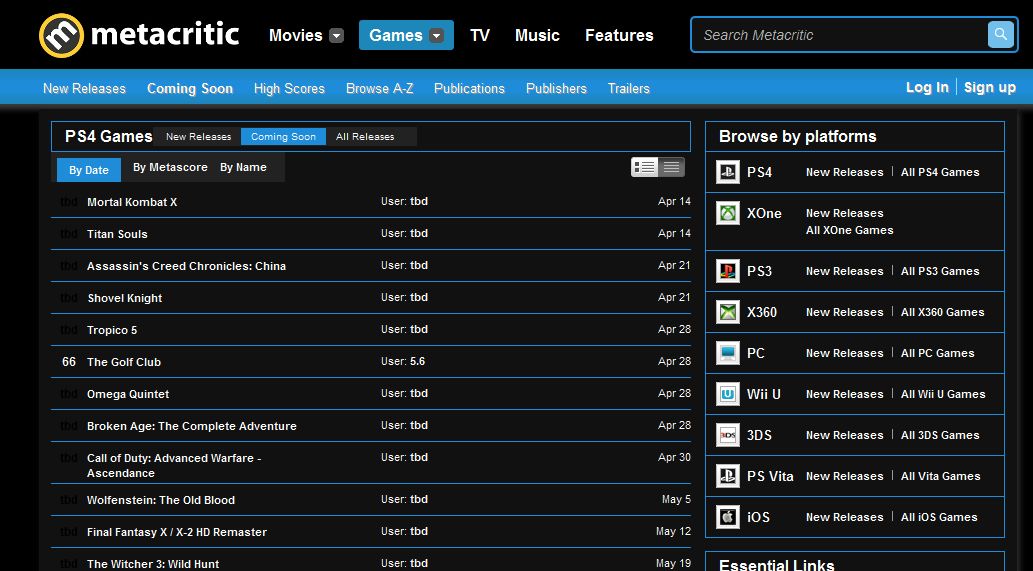 metacritic Movies Games TV Music Features Search Metacritic
New Releases Coming Soon High Scores Browse A-Z Publications Publishers Trailers Log In Sign up
PS4 Games New Releases Coming Soon All Releases
By Date By Metascore By Name
tbd Mortal Kombat X User: tbd Apr 14
tbd Titan Souls User: tbd Apr 14
tbd Assassin's Creed Chronicles: China User: tbd Apr 21
tbd Shovel Knight User: tbd Apr 21
tbd Tropico 5 User: tbd Apr 28
66 The Golf Club User: 5.6 Apr 28
tbd Omega Quintet User: tbd Apr 28
tbd Broken Age: The Complete Adventure User: tbd Apr 28
tbd Call of Duty: Advanced Warfare - User: tbd Apr 30
Ascendance
tbd Wolfenstein: The Old Blood User: tbd May 5
tbd Final Fantasy X / X-2 HD Remaster User: tbd May 12
tbd The Witcher 3: Wild Hunt User: tbd May 19
Browse by platforms
PS4 New Releases | All PS4 Games
XOne New Releases
All XOne Games
PS3 New Releases | All PS3 Games
X360 New Releases | All X360 Games
PC New Releases | All PC Games
Wii U New Releases | All Wii U Games
3DS 3DS New Releases | All 3DS Games
PS Vita New Releases | All Vita Games
iOS New Releases | All iOS Games
Essential Links